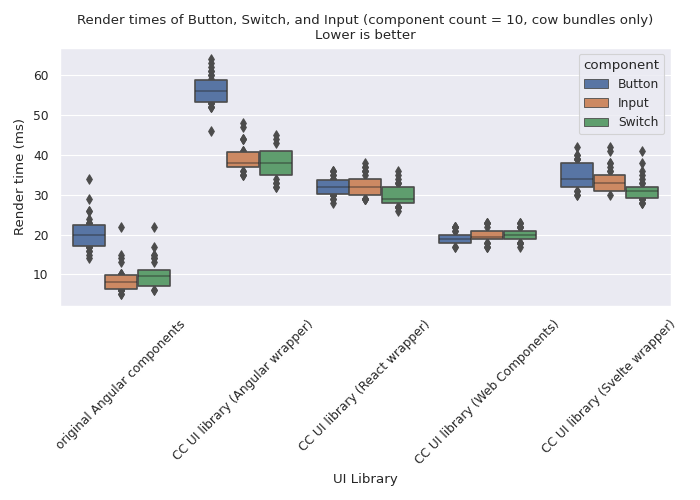 Render times of Button, Switch, and Input (component count = 10, cow bundles only)
Lower is better
component
Button
Input
Switch
Render time (ms)
60
50
40
30
20
10
original Angular components
CC UI library (Angular wrapper)
CC UI library (React wrapper)
CC UI library (Web Components)
CC UI library (Svelte wrapper)
UI Library